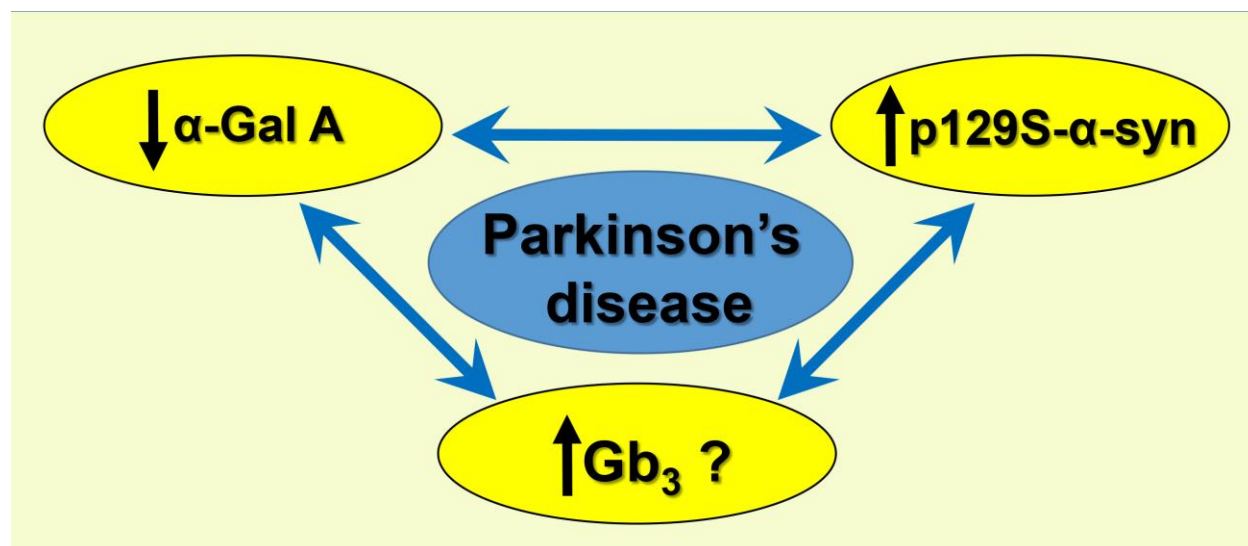 ↓α-Gal A
↑p129S-α-syn
Parkinson’s
disease
↑Gb₃ ?